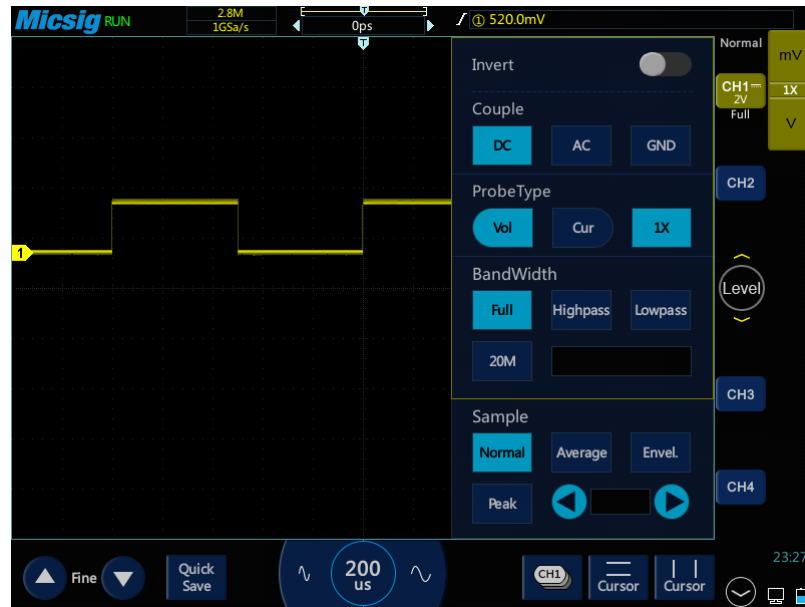 Micsig RUN 2.8M 1GSa/s T 0ps ① 520.0mV
T
Invert Normal mV
CH1 2V Full 1X V
Couple
DC AC GND
CH2
ProbeType
Vol Cur 1X
1
BandWidth
Full Highpass Lowpass
Level
20M
CH3
Sample
Normal Average Envel.
CH4
Peak
Fine Quick Save 200 us CH1 Cursor Cursor 23:27